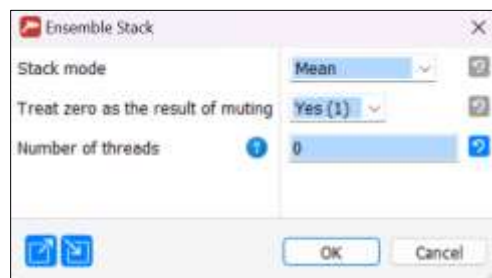 Ensemble Stack
Stack mode Mean
Treat zero as the result of muting Yes (1)
Number of threads ? 0
OK Cancel